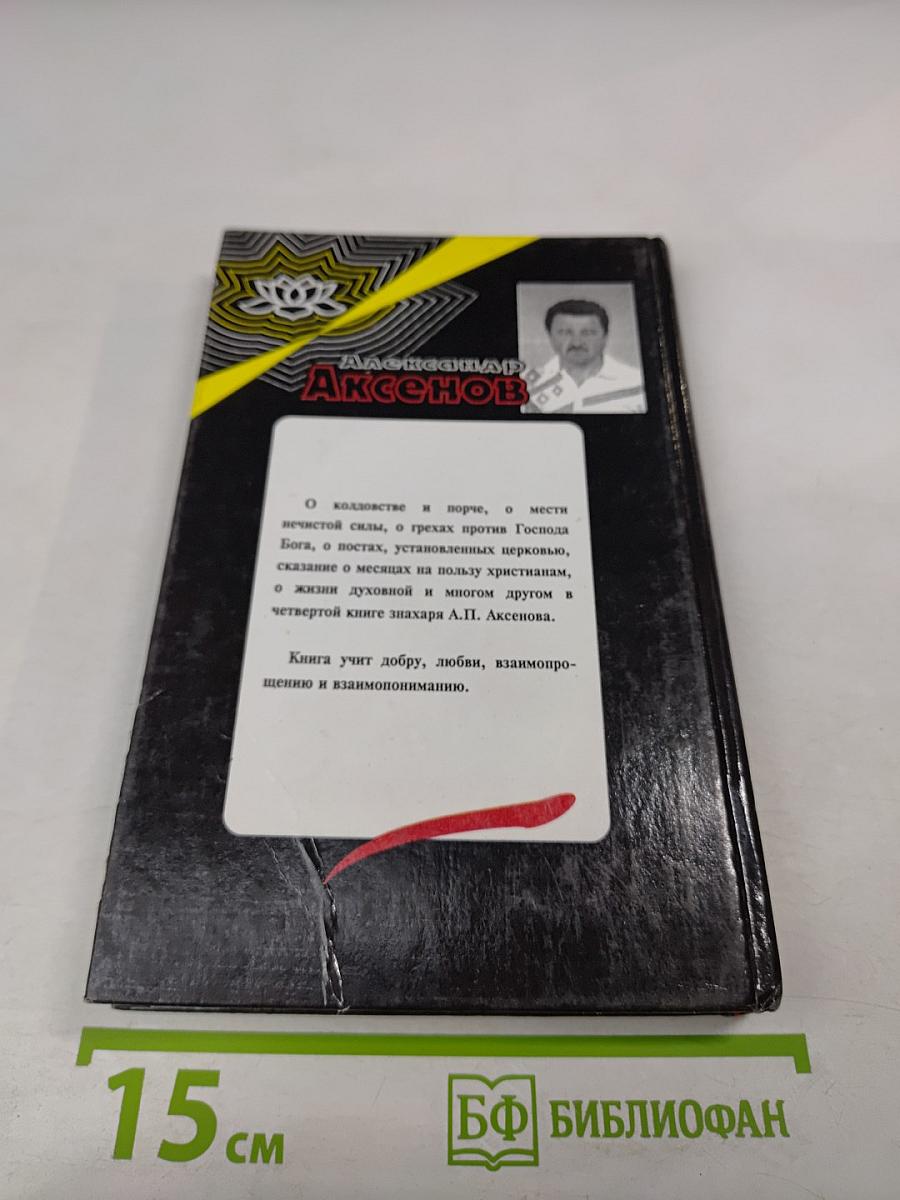 Александр
Аксенов
О колдовстве и порче, о мести
нечистой силы, о грехах против Господа
Бога, о постах, установленных церковью,
сказание о месяцах на пользу христианам,
о жизни духовной и многом другом в
четвертой книге знахаря А.П. Аксенова.
Книга учит добру, любви, взаимопро-
щению и взаимопониманию.
15 см
БФ БИБЛИОФАН